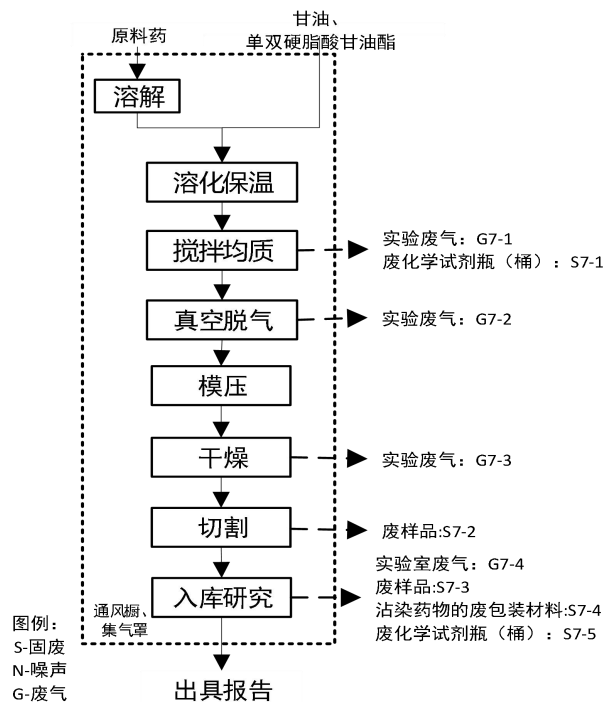 甘油、
单双硬脂酸甘油酯
原料药
溶解
溶化保温
搅拌均质
实验废气：G7-1
废化学试剂瓶（桶）：S7-1
真空脱气
实验废气：G7-2
模压
干燥
实验废气：G7-3
切割
废样品:S7-2
入库研究
实验室废气：G7-4
废样品:S7-3
沾染药物的废包装材料:S7-4
废化学试剂瓶（桶）：S7-5
通风橱、
集气罩
图例：
S-固废
N-噪声
G-废气
出具报告